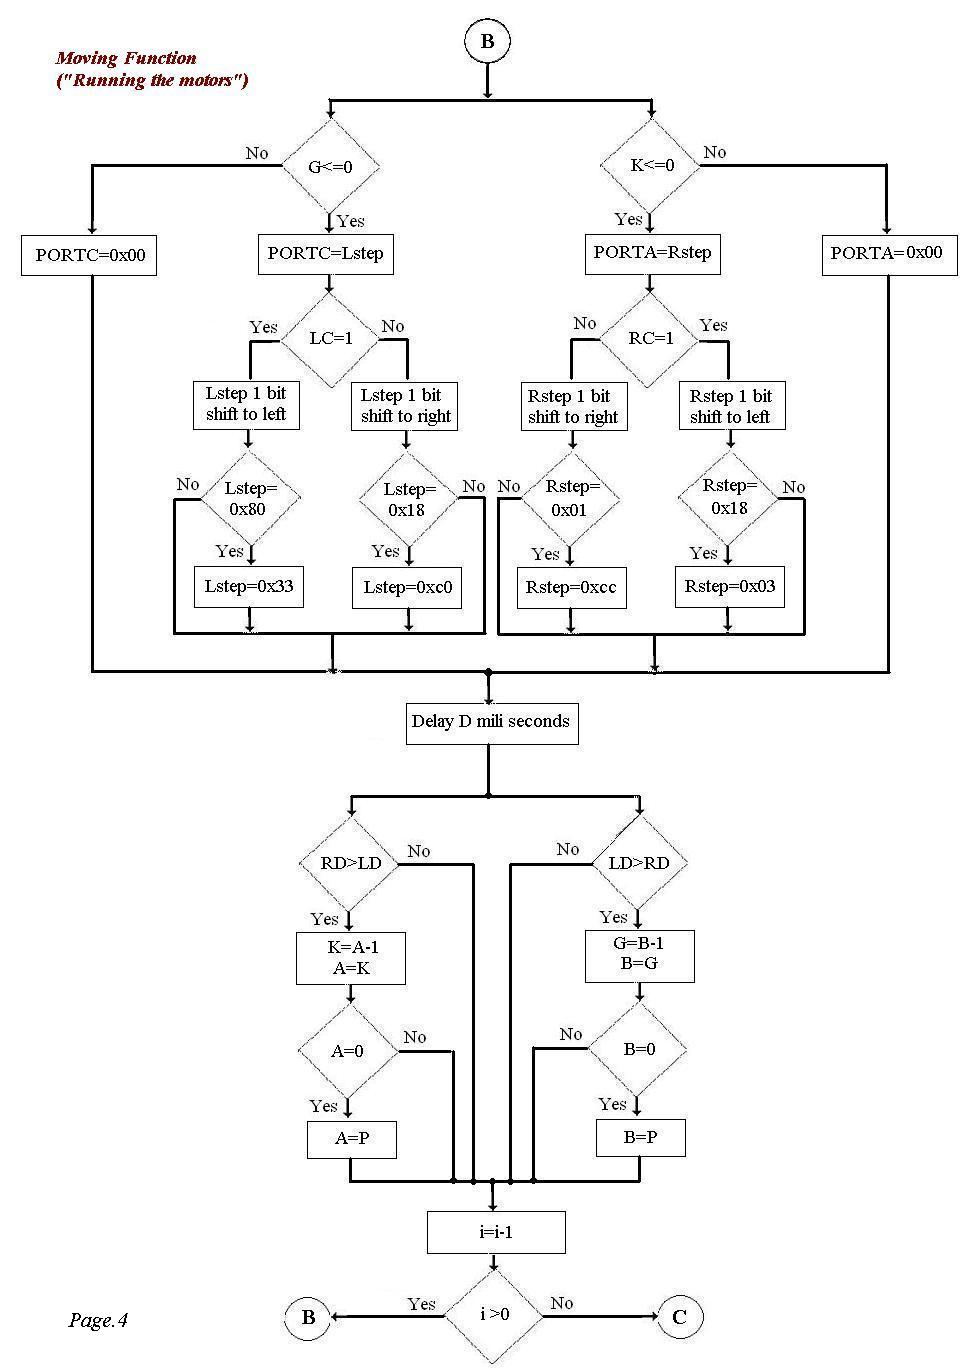 B
Moving Function
("Running the motors")
No
G<=0
Yes
K<=0
No
Yes
PORTC=0x00
PORTC=Lstep
PORTA=Rstep
PORTA=0x00
Yes
LC=1
No
No
RC=1
Yes
Lstep 1 bit
shift to left
Lstep 1 bit
shift to right
Rstep 1 bit
shift to right
Rstep 1 bit
shift to left
No
Lstep=
0x80
Yes
Lstep=
0x18
No
Yes
No
Rstep=
0x01
Yes
Rstep=
0x18
No
Yes
Lstep=0x33
Lstep=0xc0
Rstep=0xcc
Rstep=0x03
Delay D mili seconds
RD>LD
No
Yes
No
LD>RD
Yes
K=A-1
A=K
G=B-1
B=G
A=0
No
Yes
No
B=0
Yes
A=P
B=P
i=i-1
Yes
i >0
No
B
C
Page.4